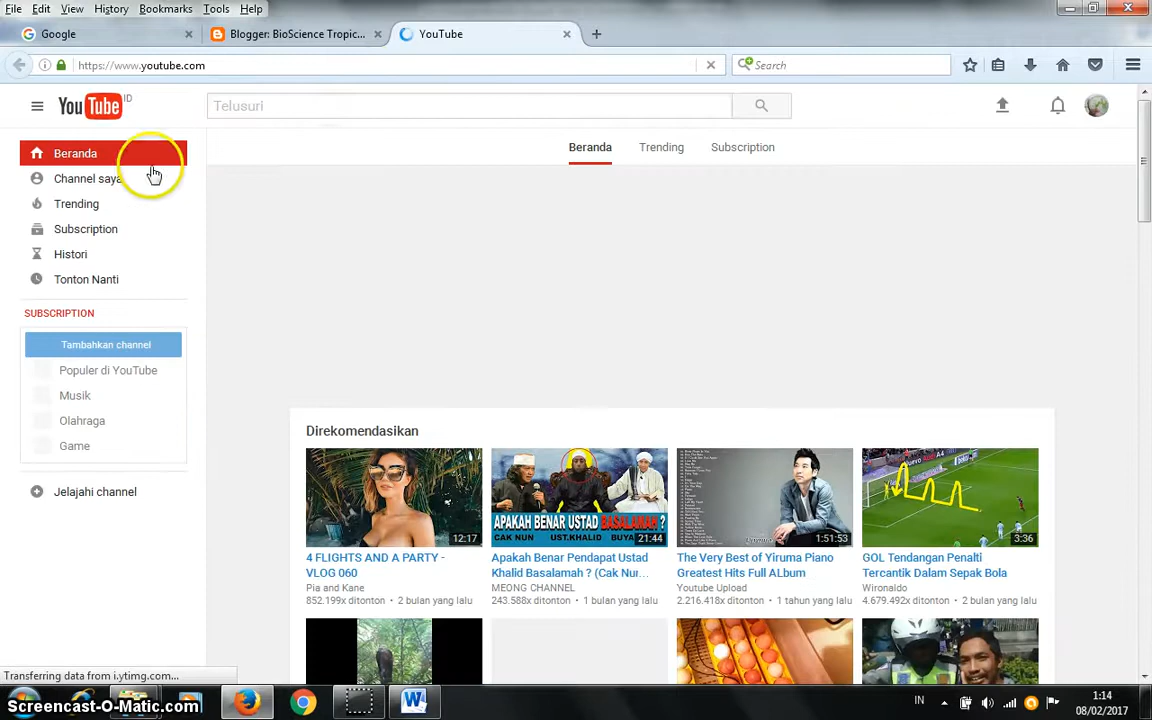 File Edit View History Bookmarks Tools Help
Google
Blogger: BioScience Tropic...
YouTube
https://www.youtube.com
Search
YouTube ID
Telusuri
Beranda
Channel saya
Trending
Subscription
Histori
Tonton Nanti
SUBSCRIPTION
Tambahkan channel
Populer di YouTube
Musik
Olahraga
Game
Jelajahi channel
Beranda Trending Subscription
Direkomendasikan
12:17
APAKAH BENAR USTAD BASALAMAH ?
CAK NUN UST.KHALID BUYA
21:44
1:51:53
3:36
4 FLIGHTS AND A PARTY -
VLOG 060
Pia and Kane
852.199x ditonton • 2 bulan yang lalu
Apakah Benar Pendapat Ustad
Khalid Basalamah ? (Cak Nu...
MEONG CHANNEL
243.588x ditonton • 1 bulan yang lalu
The Very Best of Yiruma Piano
Greatest Hits Full ALbum
Youtube Upload
2.216.418x ditonton • 1 tahun yang lalu
GOL Tendangan Penalti
Tercantik Dalam Sepak Bola
Wironaldo
4.679.492x ditonton • 2 bulan yang lalu
Transferring data from i.ytimg.com...
Screencast-O-Matic.com
IN
1:14
08/02/2017